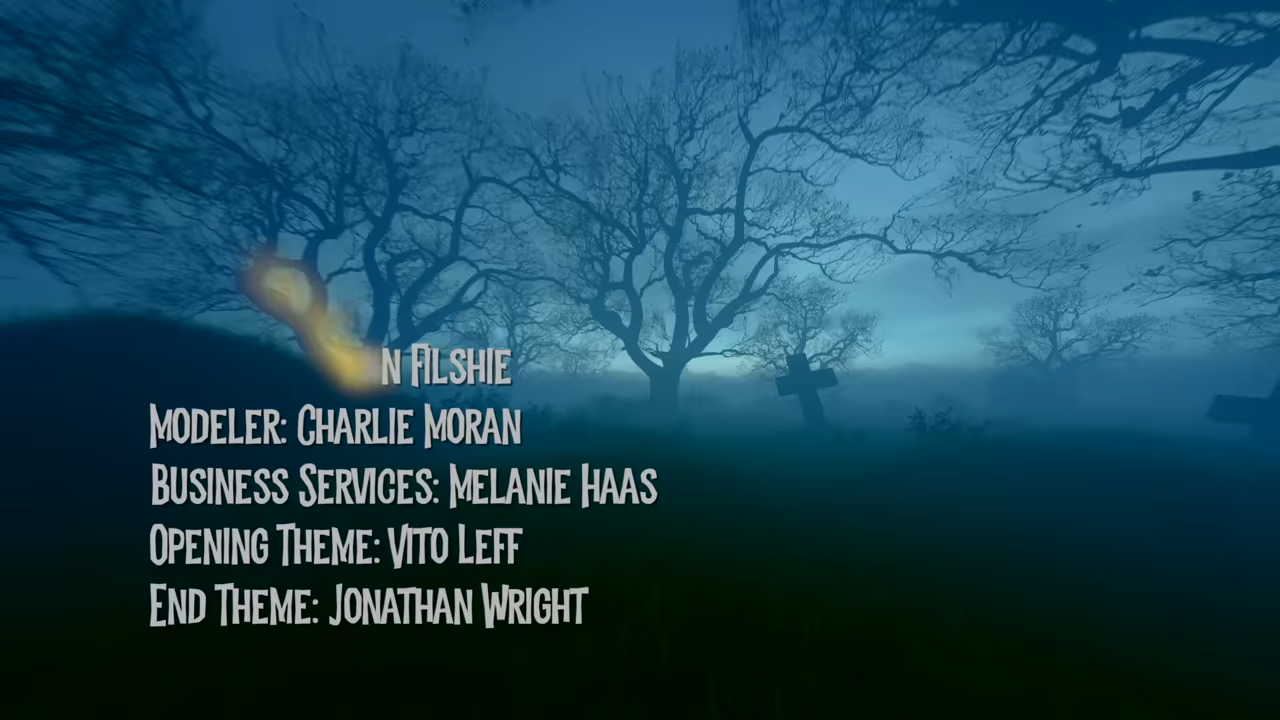 Filshie
Modeler: Charlie Moran
Business Services: Melanie Haas
Opening Theme: Vito Leff
End Theme: Jonathan Wright